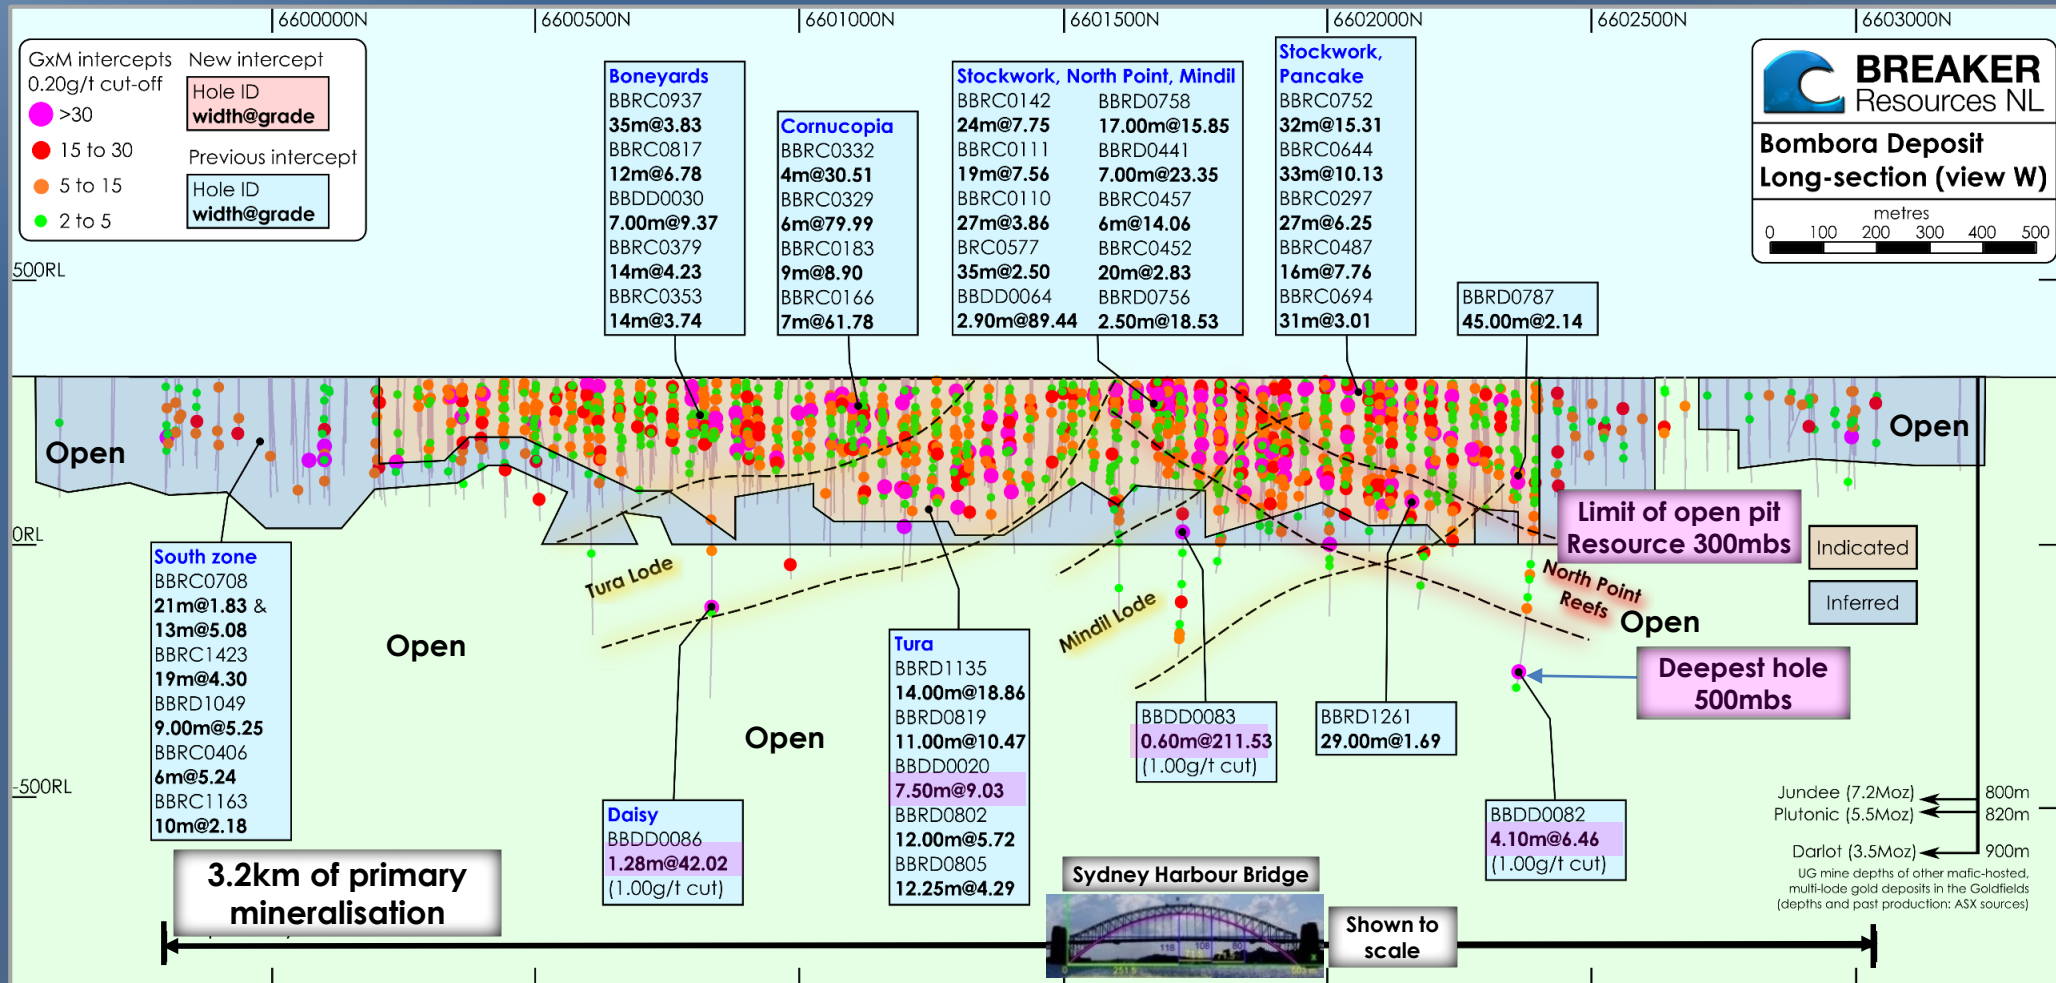 6600000N
6600500N
6601000N
6601500N
6602000N
6602500N
6603000N
GxM intercepts
0.20g/t cut-off
>30
15 to 30
5 to 15
2 to 5
New intercept
Hole ID
width@grade
Previous intercept
Hole ID
width@grade
Boneyards
BBRC0937
35m@3.83
BBRC0817
12m@6.78
BBDD0030
7.00m@9.37
BBRC0379
14m@4.23
BBRC0353
14m@3.74
Cornucopia
BBRC0332
4m@30.51
BBRC0329
6m@79.99
BBRC0183
9m@8.90
BBRC0166
7m@61.78
Stockwork, North Point, Mindil
BBRC0142
24m@7.75
BBRC0111
19m@7.56
BBRC0110
27m@3.86
BRC0577
35m@2.50
BBDD0064
2.90m@89.44
BBRD0758
17.00m@15.85
BBRD0441
7.00m@23.35
BBRC0457
6m@14.06
BBRC0452
20m@2.83
BBRD0756
2.50m@18.53
Stockwork,
Pancake
BBRC0752
32m@15.31
BBRC0644
33m@10.13
BBRC0297
27m@6.25
BBRC0487
16m@7.76
BBRC0694
31m@3.01
BBRD0787
45.00m@2.14
BREAKER
Resources NL
Bombora Deposit
Long-section (view W)
metres
0 100 200 300 400 500
500RL
Open
Open
0RL
Limit of open pit
Resource 300mbs
Indicated
Inferred
Tura Lode
Mindil Lode
North Point
Reefs
Open
Open
Open
Deepest hole
500mbs
South zone
BBRC0708
21m@1.83 &
13m@5.08
BBRC1423
19m@4.30
BBRD1049
9.00m@5.25
BBRC0406
6m@5.24
BBRC1163
10m@2.18
Tura
BBRD1135
14.00m@18.86
BBRD0819
11.00m@10.47
BBDD0020
7.50m@9.03
BBRD0802
12.00m@5.72
BBRD0805
12.25m@4.29
BBDD0083
0.60m@211.53
(1.00g/t cut)
BBRD1261
29.00m@1.69
-500RL
Daisy
BBDD0086
1.28m@42.02
(1.00g/t cut)
BBDD0082
4.10m@6.46
(1.00g/t cut)
Jundee (7.2Moz)
800m
Plutonic (5.5Moz)
820m
Darlot (3.5Moz)
900m
UG mine depths of other mafic-hosted,
multi-lode gold deposits in the Goldfields
(depths and past production: ASX sources)
3.2km of primary
mineralisation
Sydney Harbour Bridge
Shown to
scale